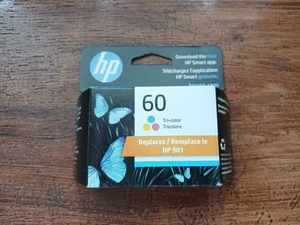 hp
Download the free
HP Smart app.
Téléchargez l'application
HP Smart gratuite.
60
Tri-color
Tricolore
Replaces / Remplace le
HP 901